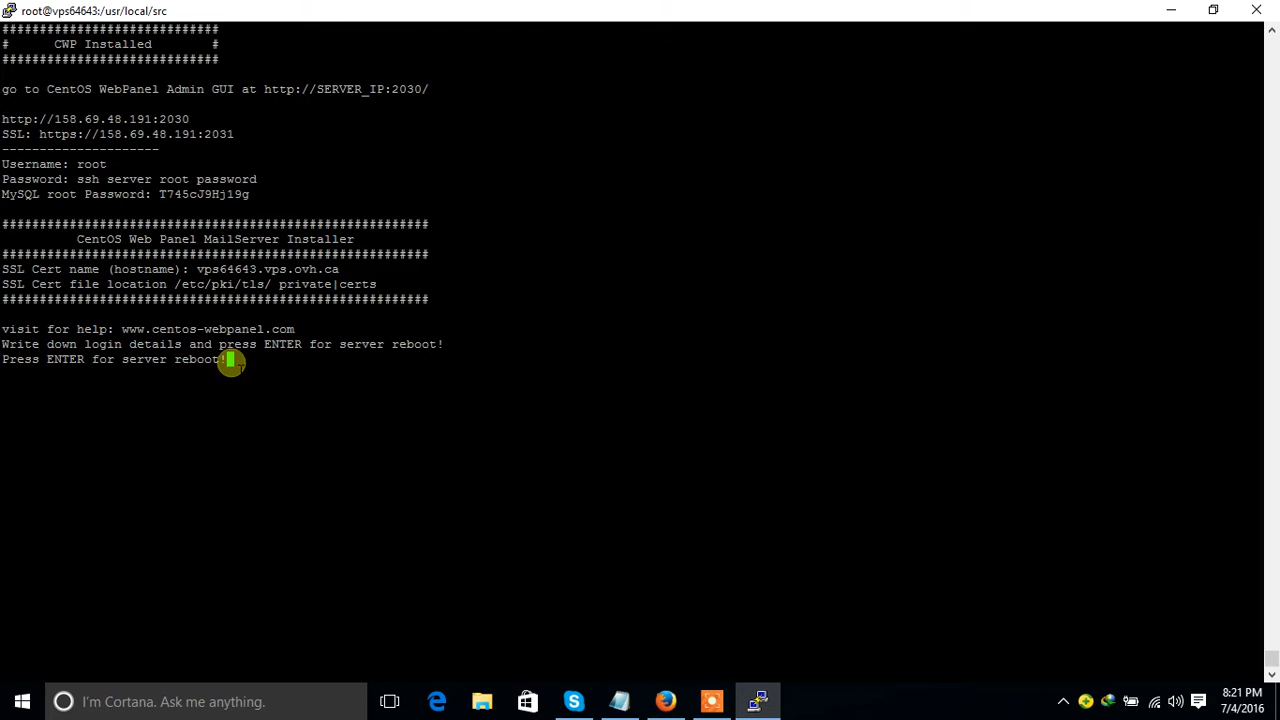 root@vps64643:/usr/local/src
#############################
# CWP Installed #
#############################
go to CentOS WebPanel Admin GUI at http://SERVER_IP:2030/
http://158.69.48.191:2030
SSL: https://158.69.48.191:2031
---------------------
Username: root
Password: ssh server root password
MySQL root Password: T745cJ9Hj19g
#########################################################
CentOS Web Panel MailServer Installer
#########################################################
SSL Cert name (hostname): vps64643.vps.ovh.ca
SSL Cert file location /etc/pki/tls/ private|certs
#########################################################
visit for help: www.centos-webpanel.com
Write down login details and press ENTER for server reboot!
Press ENTER for server reboot!
I'm Cortana. Ask me anything.
8:21 PM
7/4/2016